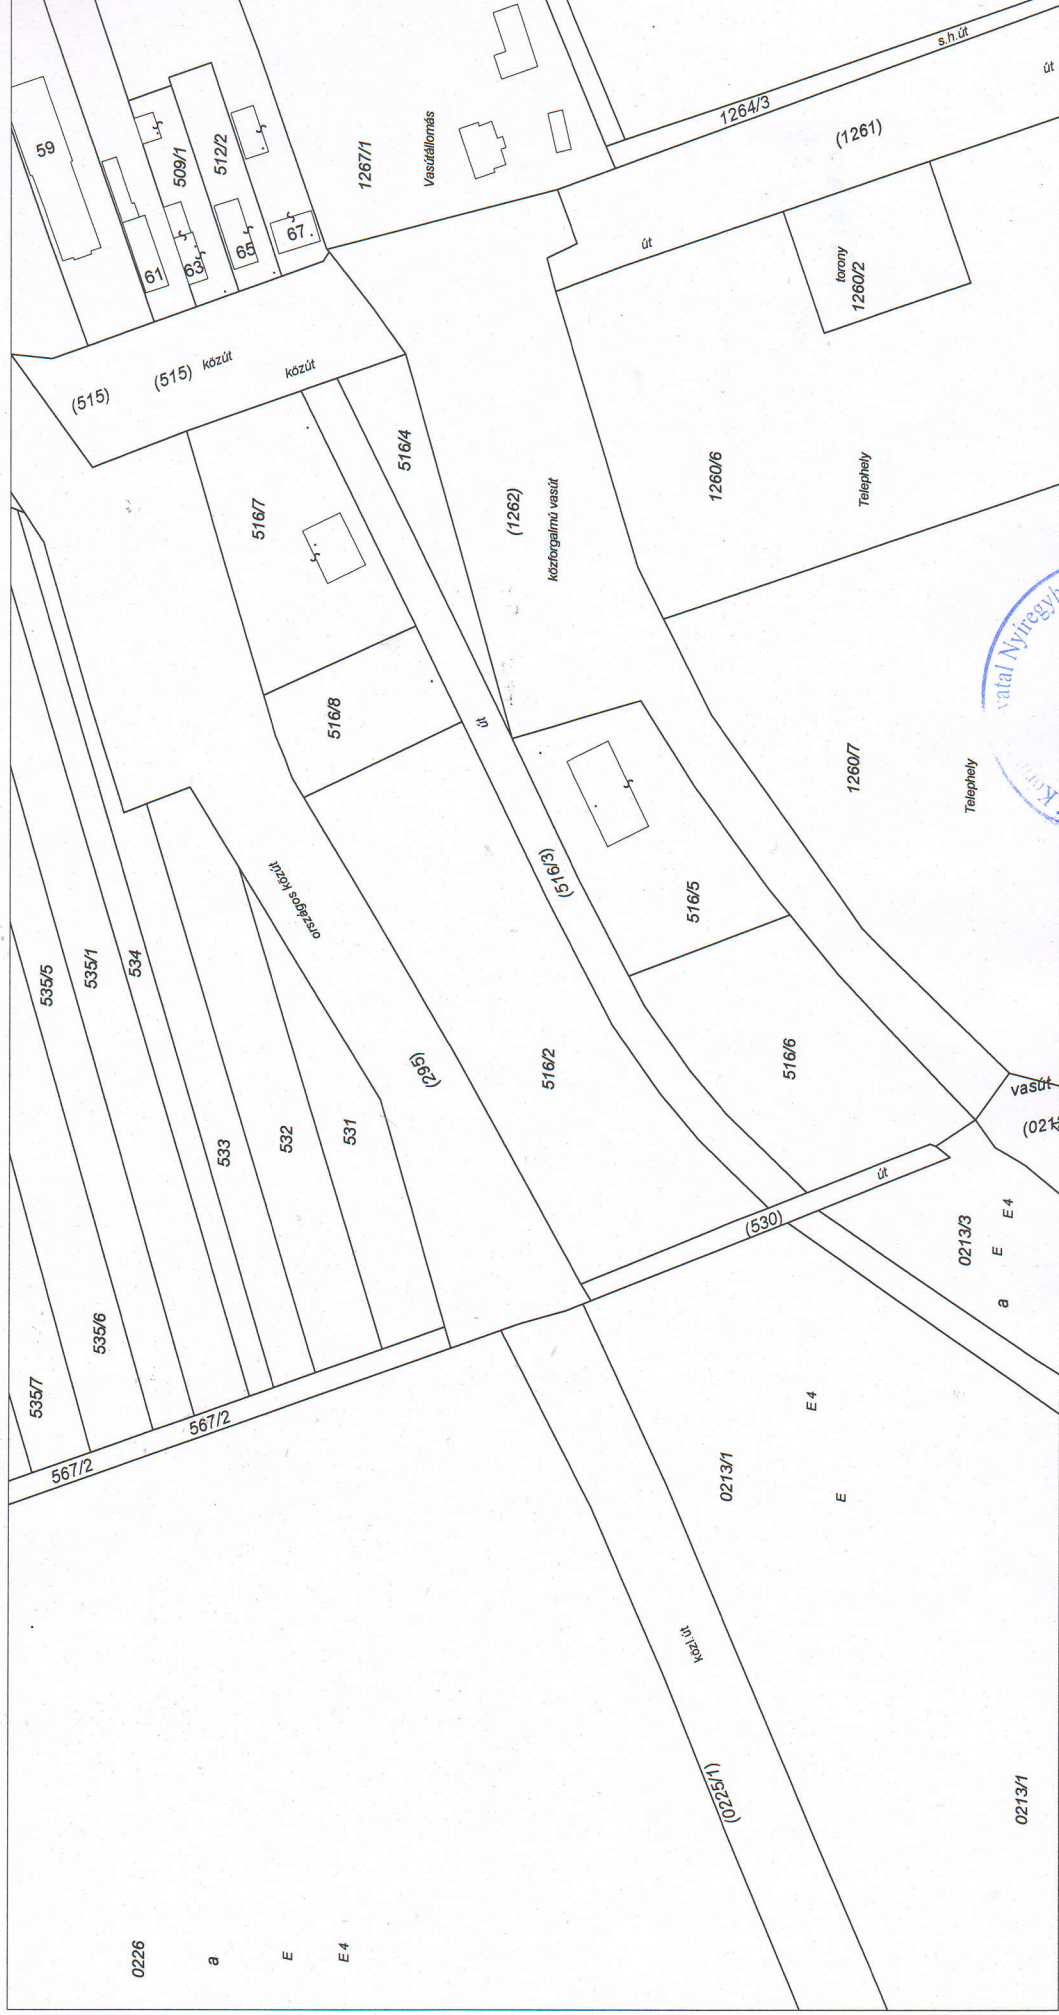 59
61
63
65
67
509/1
512/2
1267/1
Vasútállomás
s.h.út
út
1264/3
(1261)
út
torony
1260/2
(515)
(515)
közút
közút
516/4
516/7
(1262)
közforgalmú vasút
1260/6
Telephely
516/8
út
1260/7
Telephely
vatal Nyíregyh
országos közút
(516/3)
516/5
535/5
535/1
534
(295)
516/2
516/6
vasút
533
532
531
(530)
út
0213/3
E 4
E
a
535/7
535/6
567/2
567/2
0213/1
E 4
E
közl.út
(0225/1)
0213/1
0226
a
E
E 4